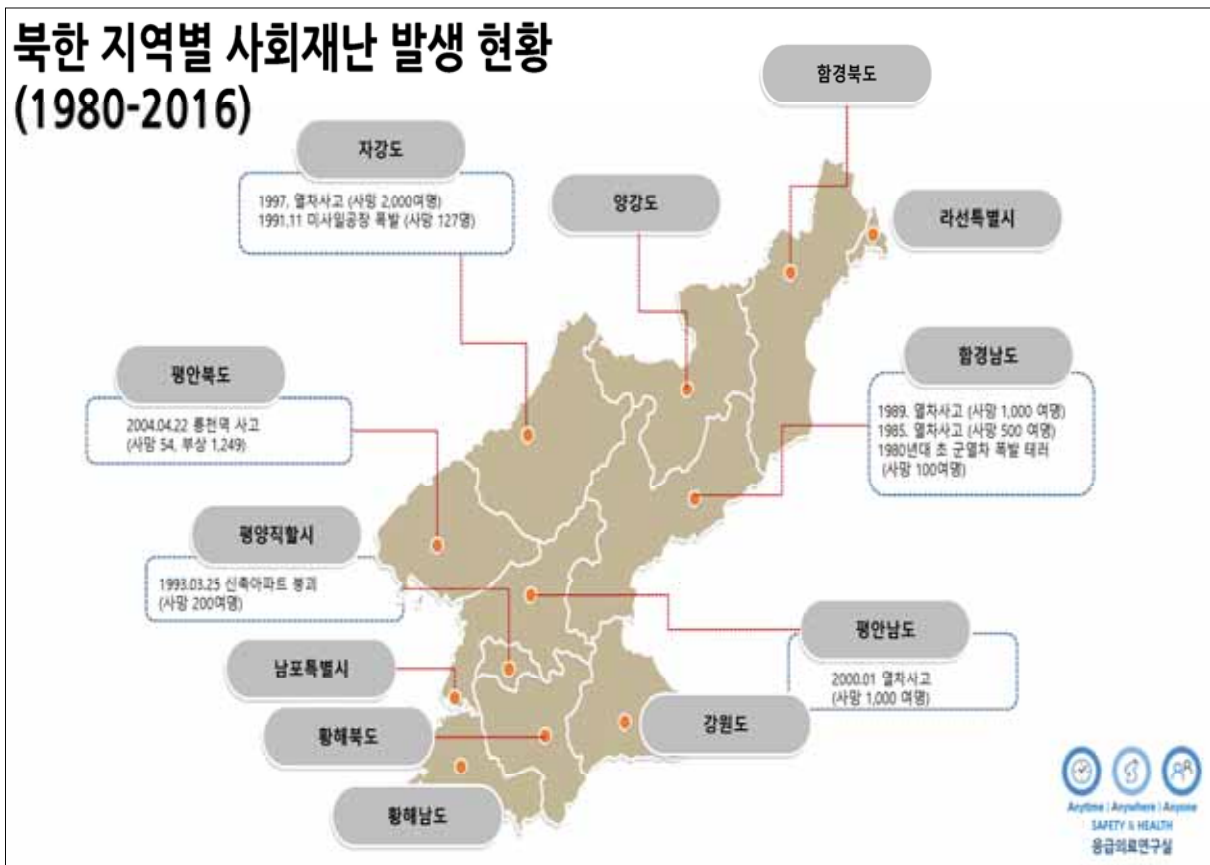 북한 지역별 사회재난 발생 현황
(1980-2016)
함경북도
자강도
1997. 열차사고 (사망 2,000여명)
1991.11 미사일공장 폭발 (사망 127명)
양강도
라선특별시
평안북도
2004.04.22 룡천역 사고
(사망 54, 부상 1,249)
함경남도
1989. 열차사고 (사망 1,000 여명)
1985. 열차사고 (사망 500 여명)
1980년대 초 군열차 폭발 테러
(사망 100여명)
평양직할시
1993.03.25 신축아파트 붕괴
(사망 200여명)
평안남도
2000.01 열차사고
(사망 1,000 여명)
남포특별시
황해북도
강원도
황해남도
Anytime | Anywhere | Anyone
SAFETY & HEALTH
응급의료연구실